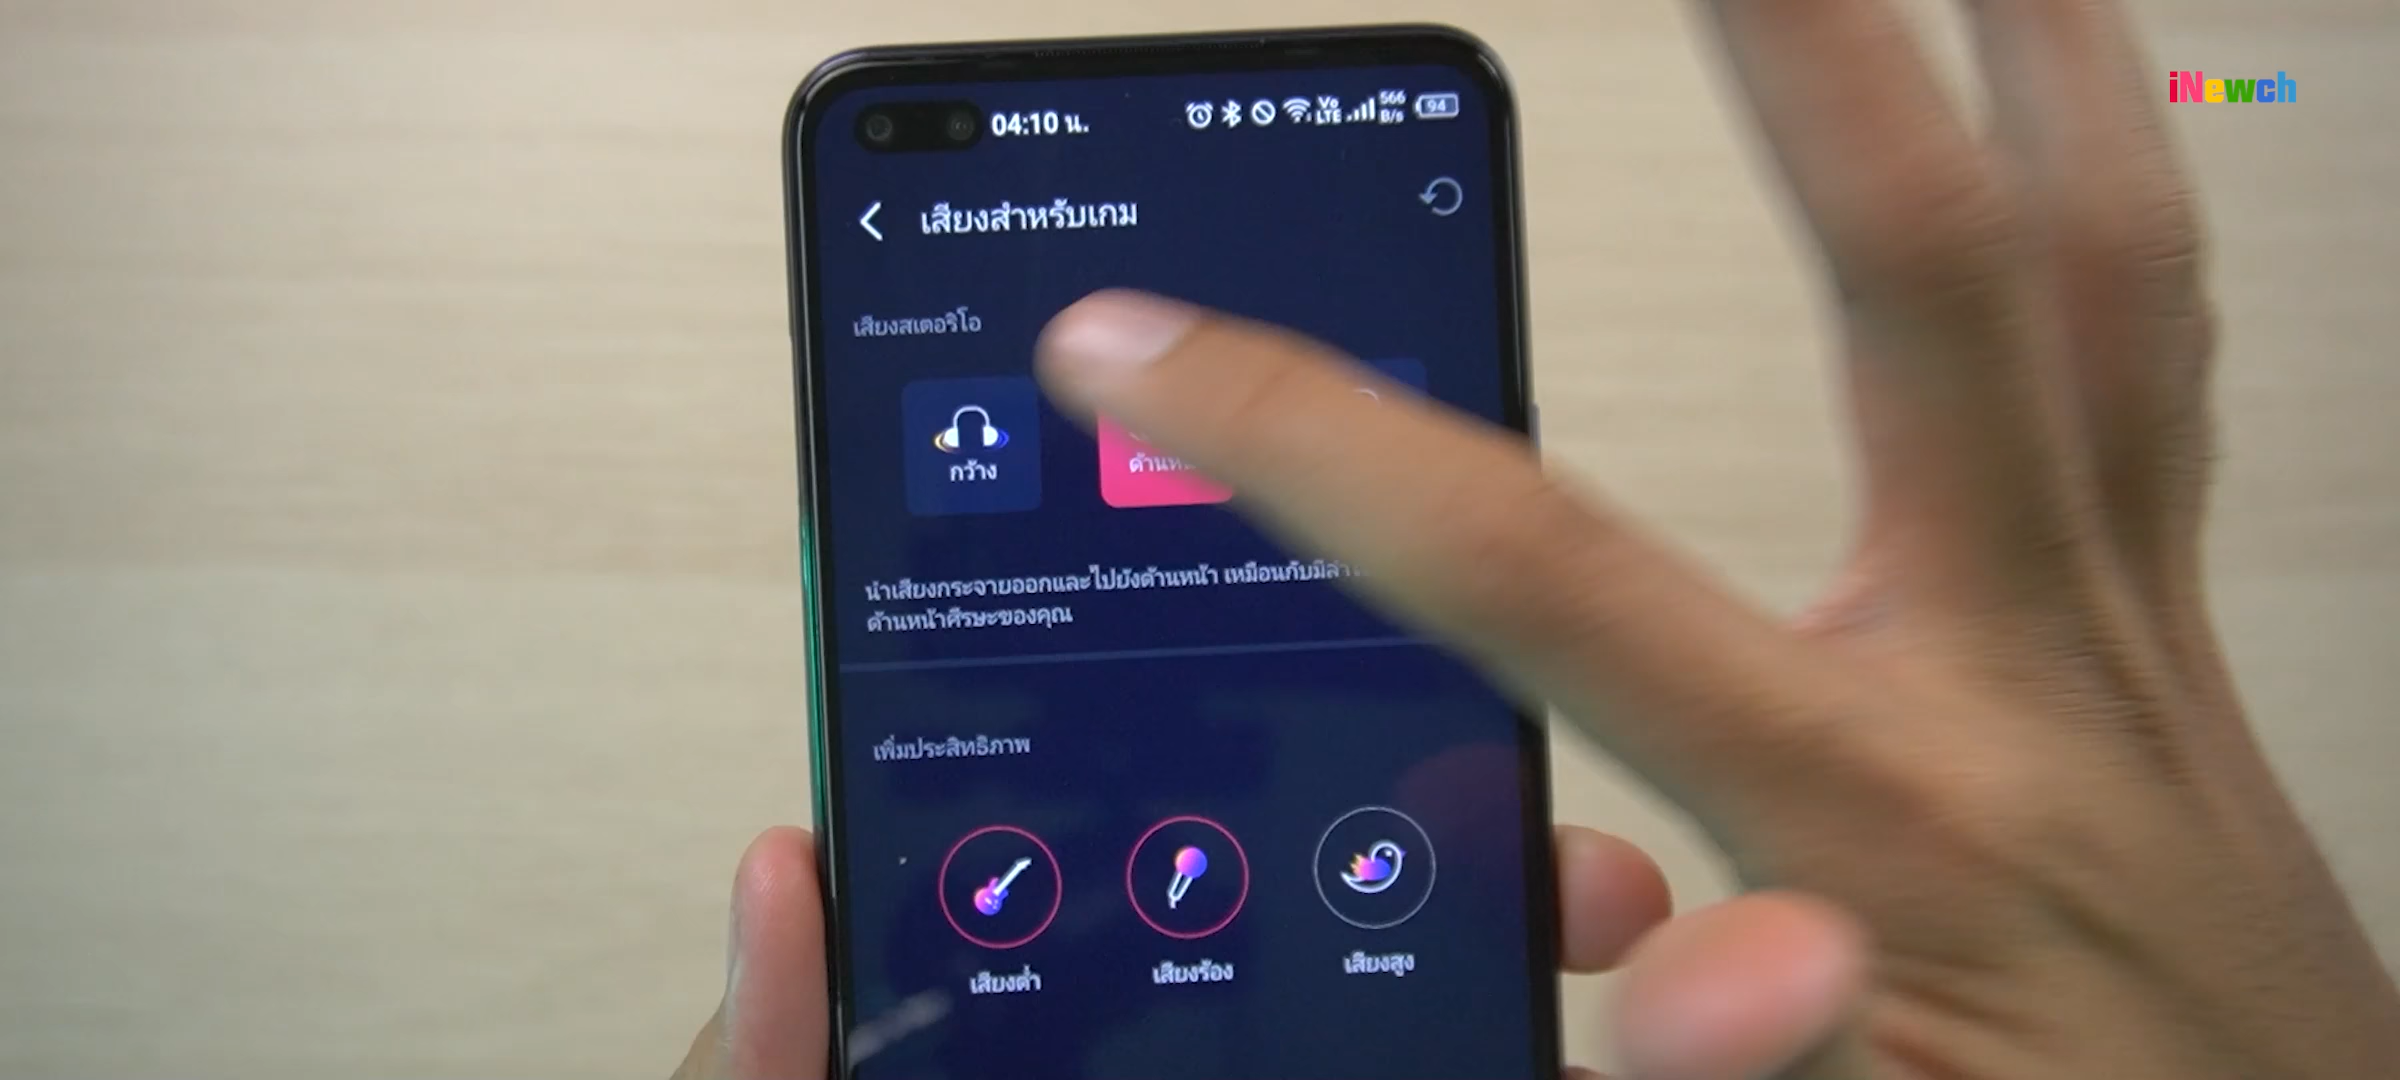 iNewch
04:10 น.
Vo LTE 566 B/s 94
เสียงสำหรับเกม
เสียงสเตอริโอ
กว้าง
นำเสียงกระจายออกและไปยังด้านหน้า เหมือนกับมี
ด้านหน้าศีรษะของคุณ
เพิ่มประสิทธิภาพ
เสียงต่ำ
เสียงร้อง
เสียงสูง